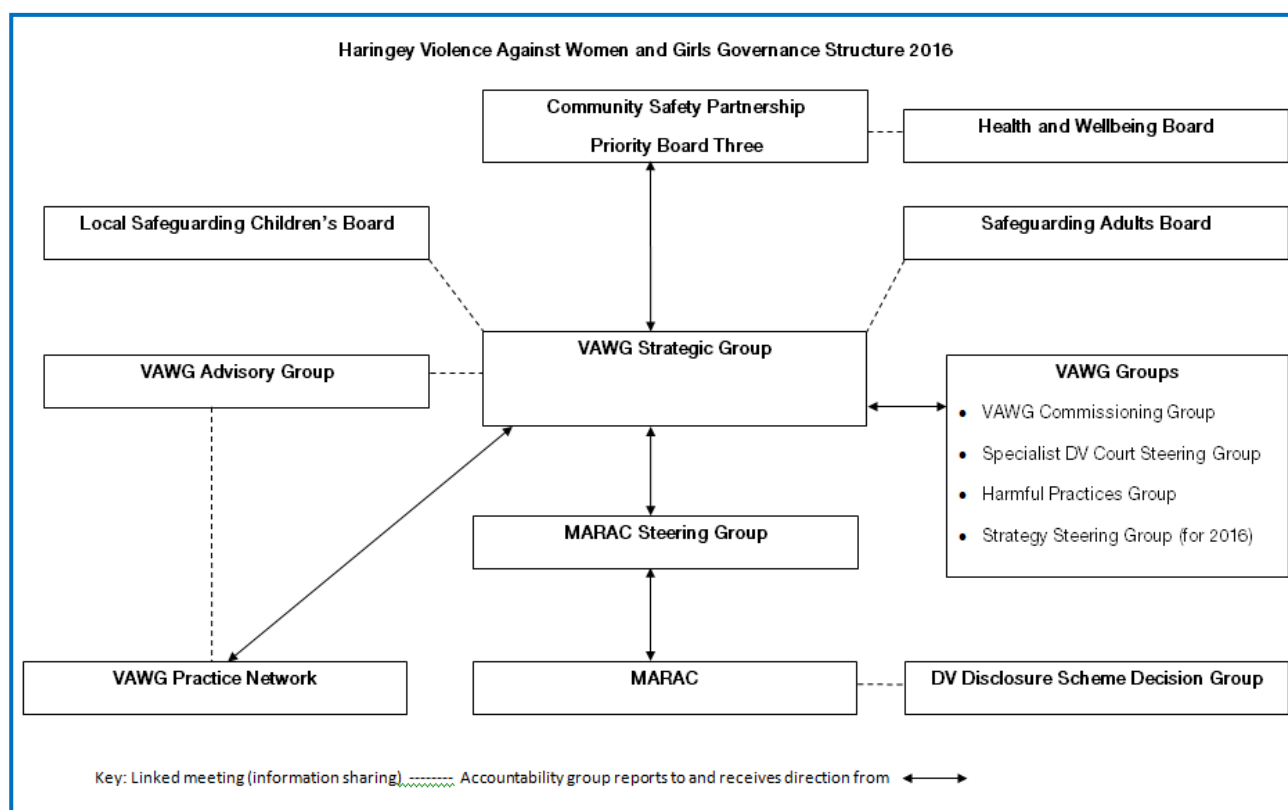 Haringey Violence Against Women and Girls Governance Structure 2016
Community Safety Partnership
Priority Board Three
Health and Wellbeing Board
Local Safeguarding Children's Board
Safeguarding Adults Board
VAWG Strategic Group
VAWG Advisory Group
VAWG Groups
• VAWG Commissioning Group
• Specialist DV Court Steering Group
• Harmful Practices Group
• Strategy Steering Group (for 2016)
MARAC Steering Group
VAWG Practice Network
MARAC
DV Disclosure Scheme Decision Group
Key: Linked meeting (information sharing) -------- Accountability group reports to and receives direction from